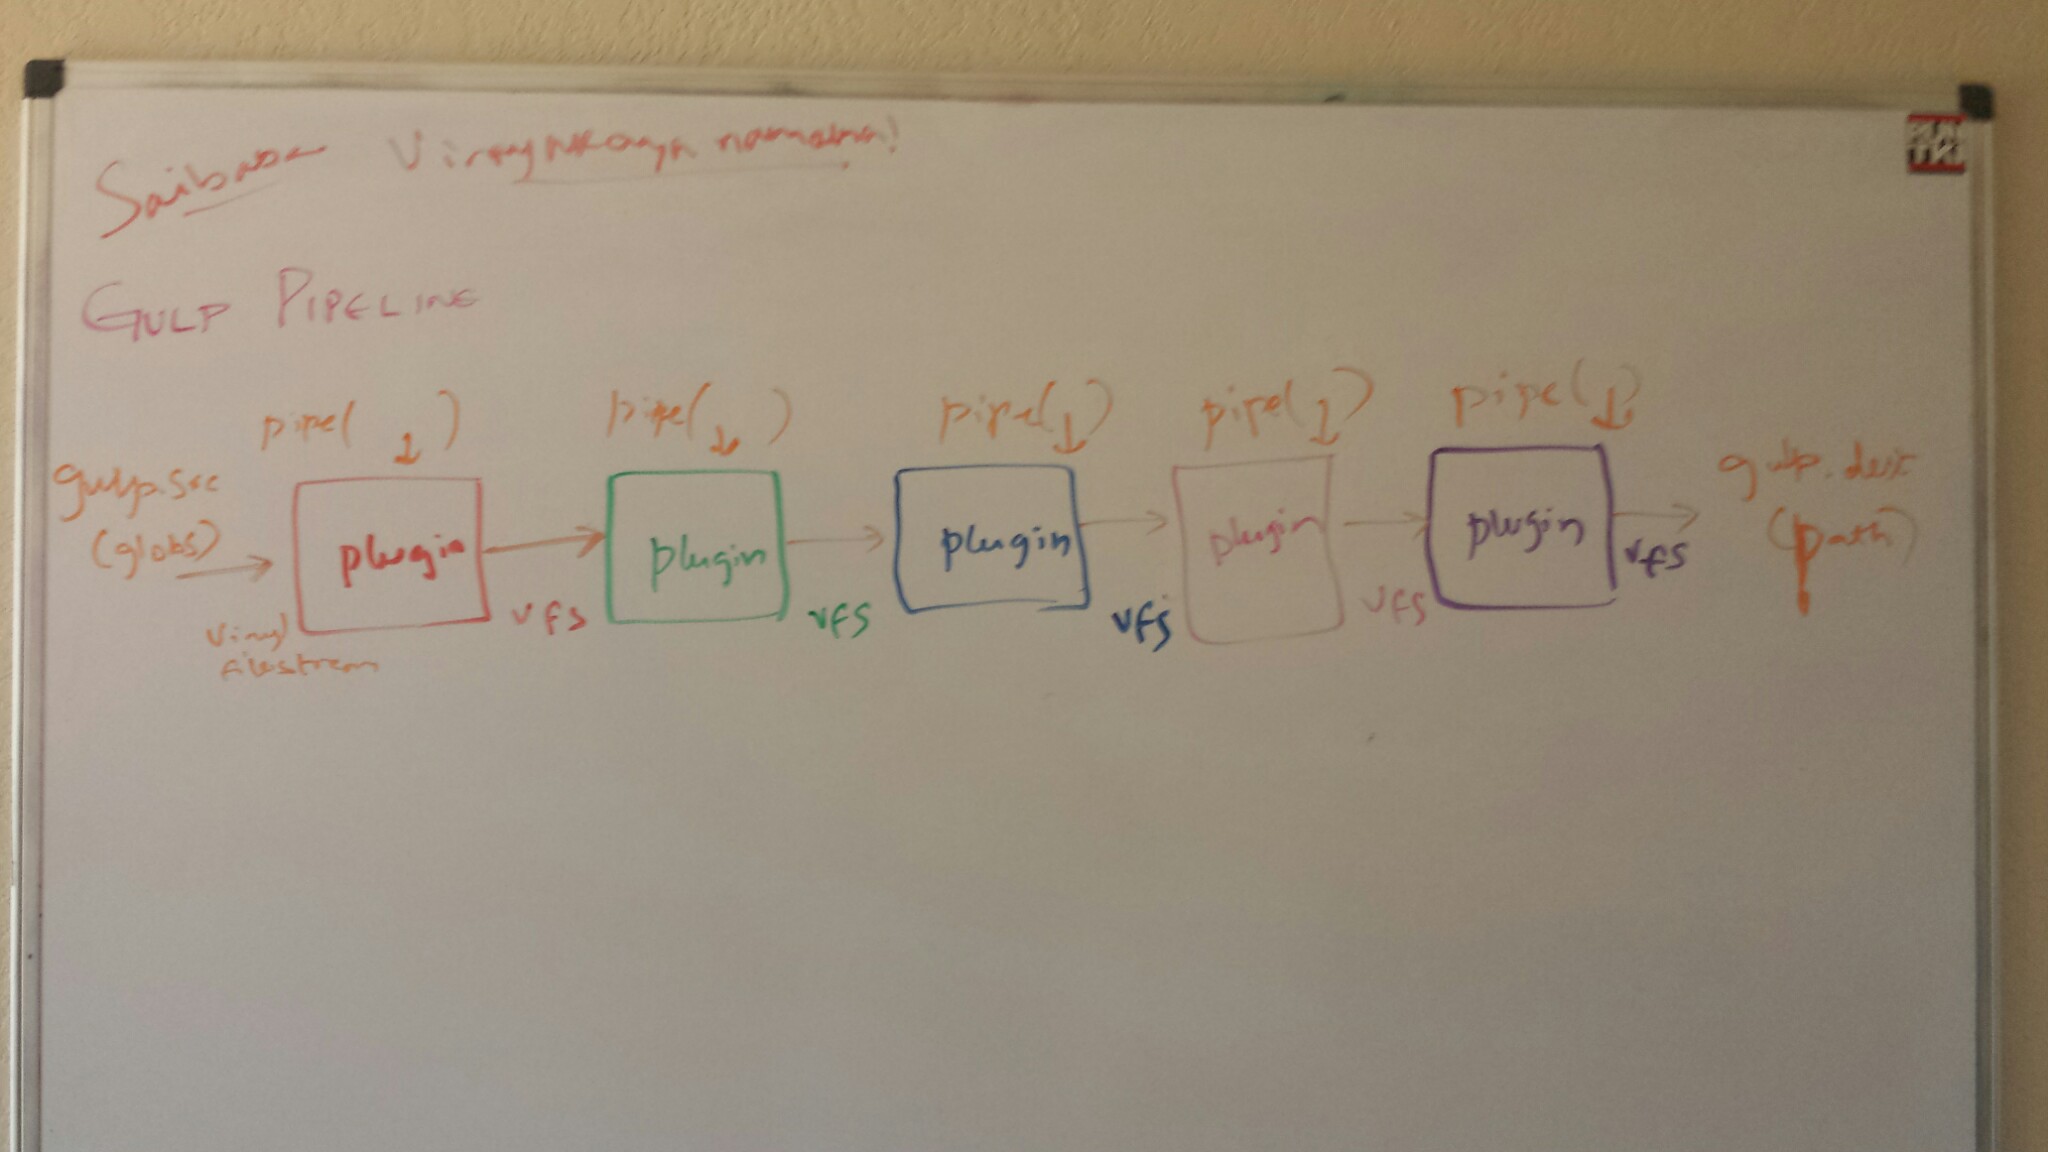 Saibaba Vinaynakaya namaha!
GULP PIPELINE
pipe( ↓ ) pipe( ↓ ) pipe(↓) pipe(↓) pipe(↓)
gulp.src
(globs)
plugin plugin plugin plugin plugin
gulp.dest
(path)
vinyl
filestream
vfs vfs vfs vfs vfs